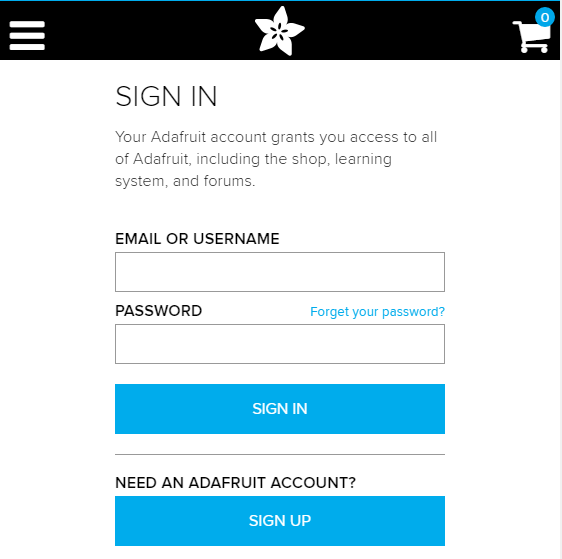 0
SIGN IN
Your Adafruit account grants you access to all
of Adafruit, including the shop, learning
system, and forums.
EMAIL OR USERNAME
PASSWORD Forget your password?
SIGN IN
NEED AN ADAFRUIT ACCOUNT?
SIGN UP